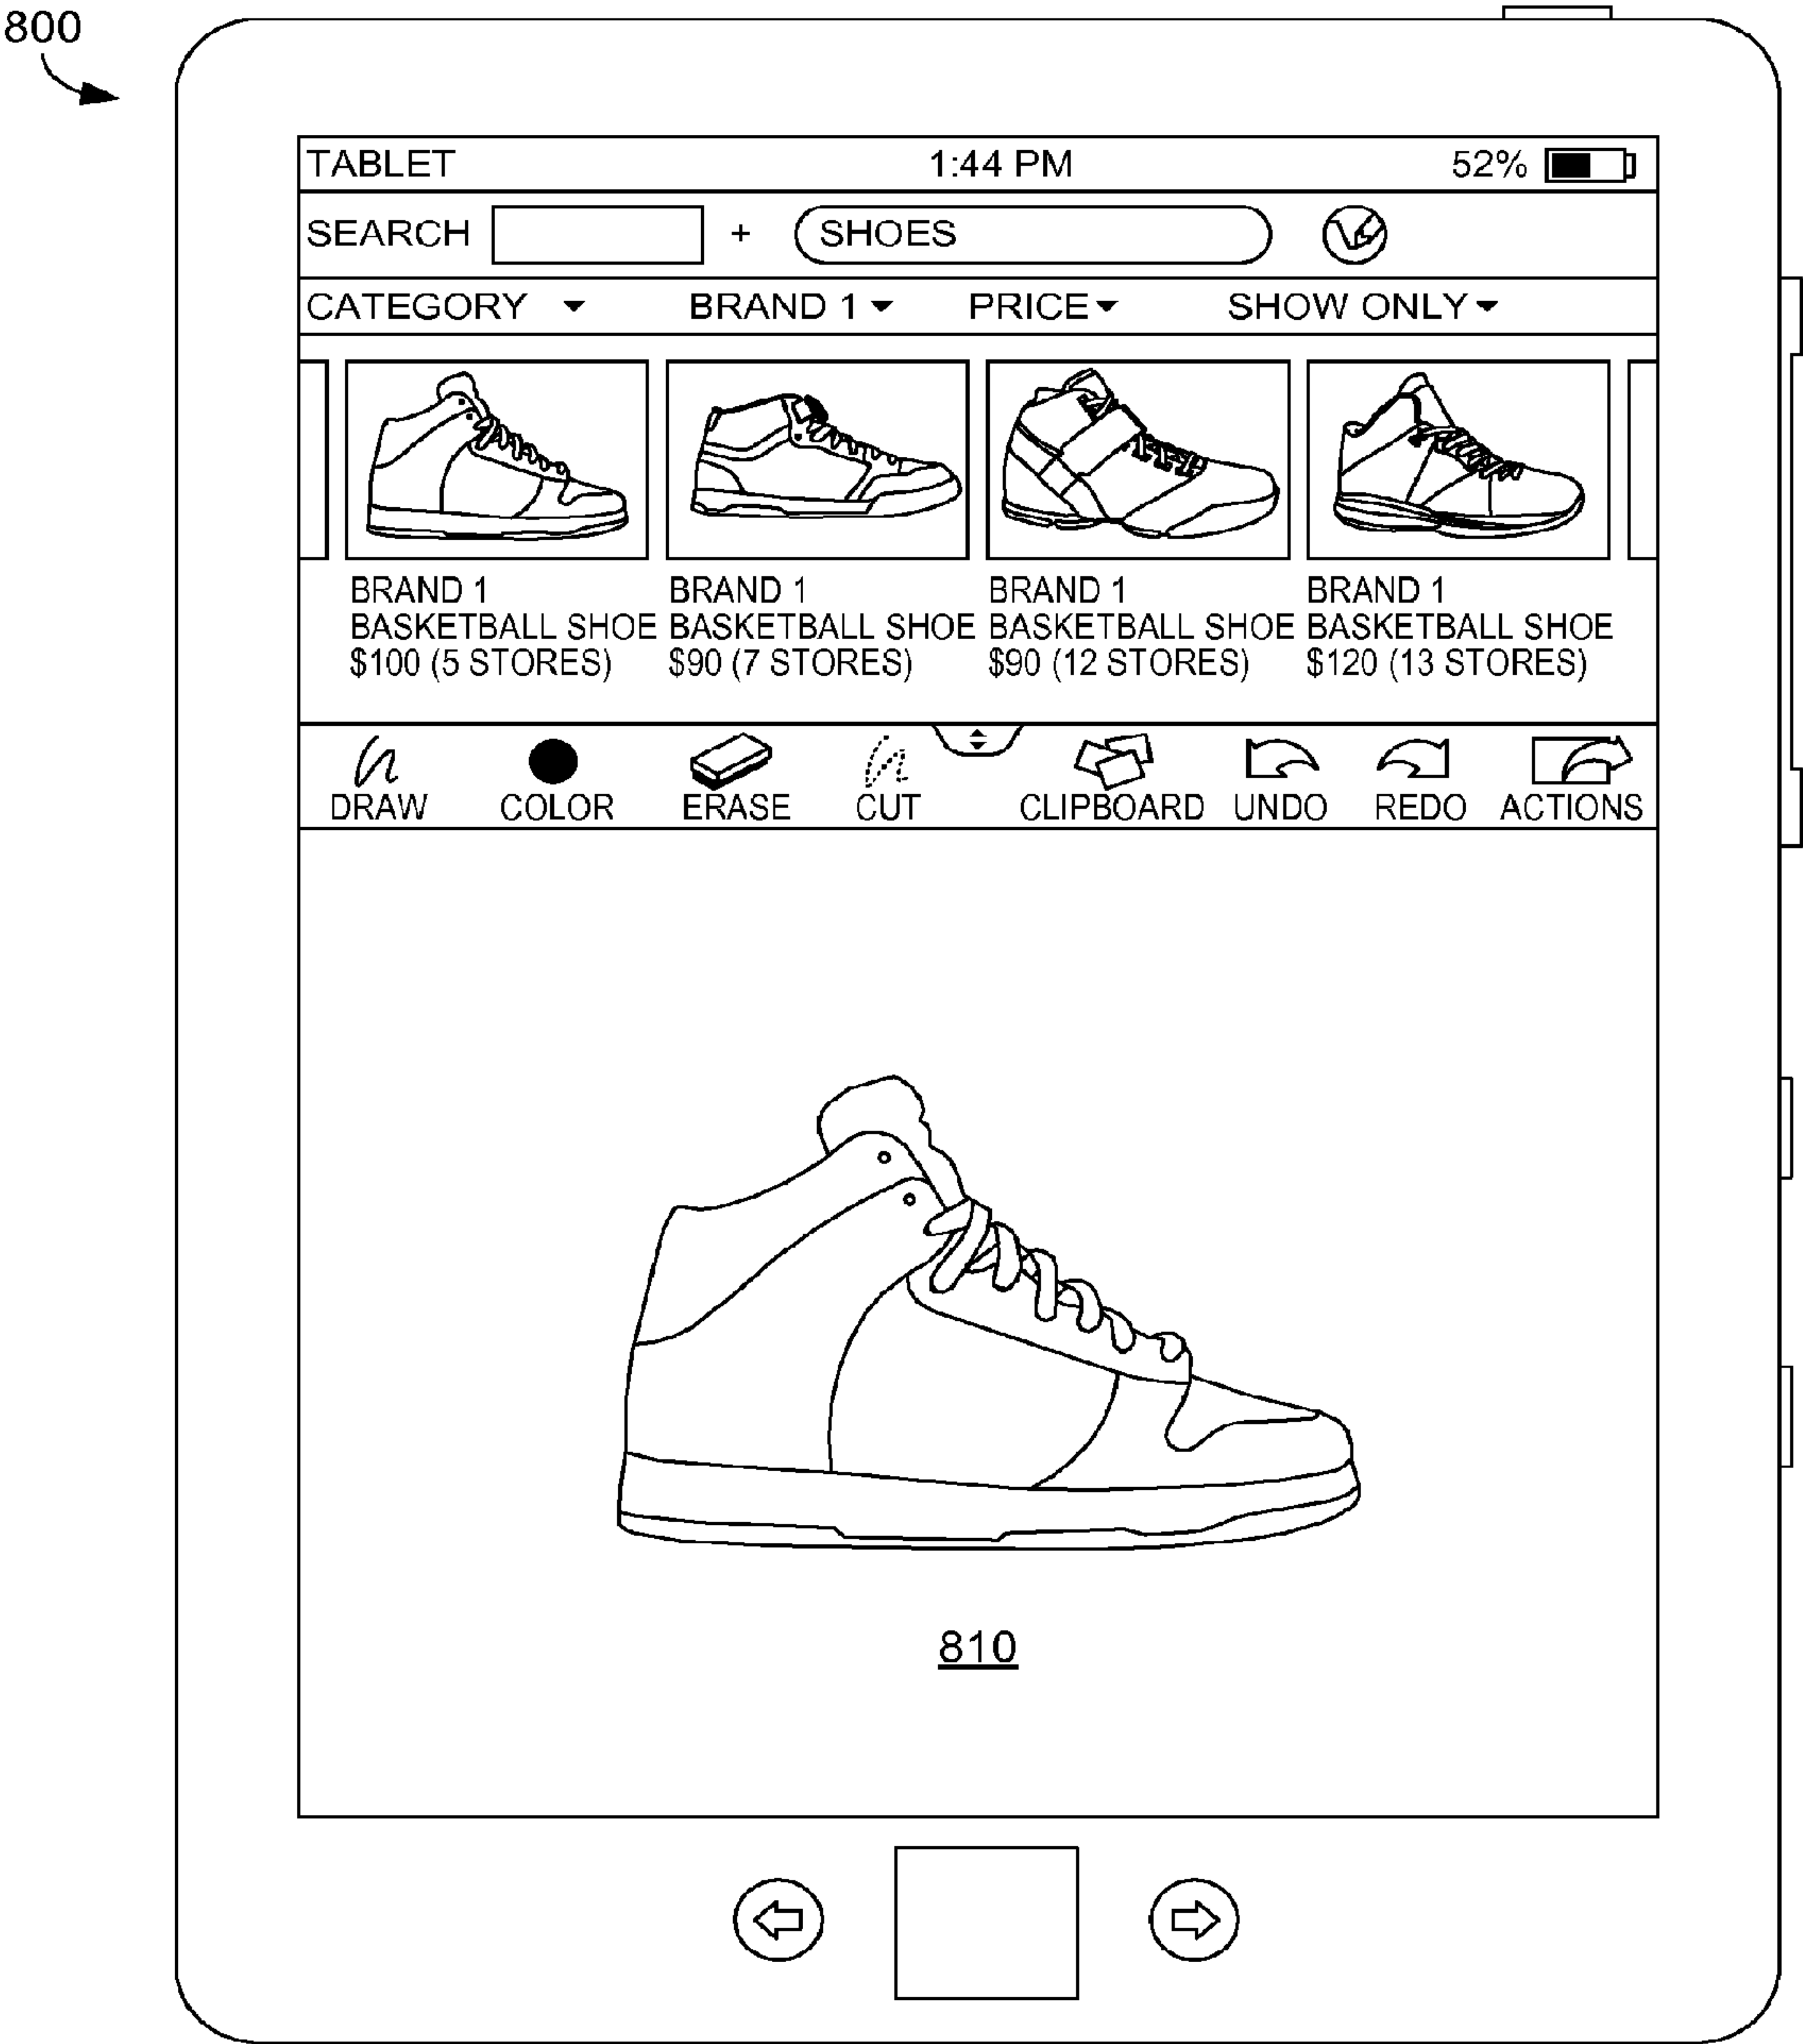 800
TABLET 1:44 PM 52%
SEARCH + SHOES
CATEGORY BRAND 1 PRICE SHOW ONLY
BRAND 1 BRAND 1 BRAND 1 BRAND 1
BASKETBALL SHOE BASKETBALL SHOE BASKETBALL SHOE BASKETBALL SHOE
$100 (5 STORES) $90 (7 STORES) $90 (12 STORES) $120 (13 STORES)
DRAW COLOR ERASE CUT CLIPBOARD UNDO REDO ACTIONS
810